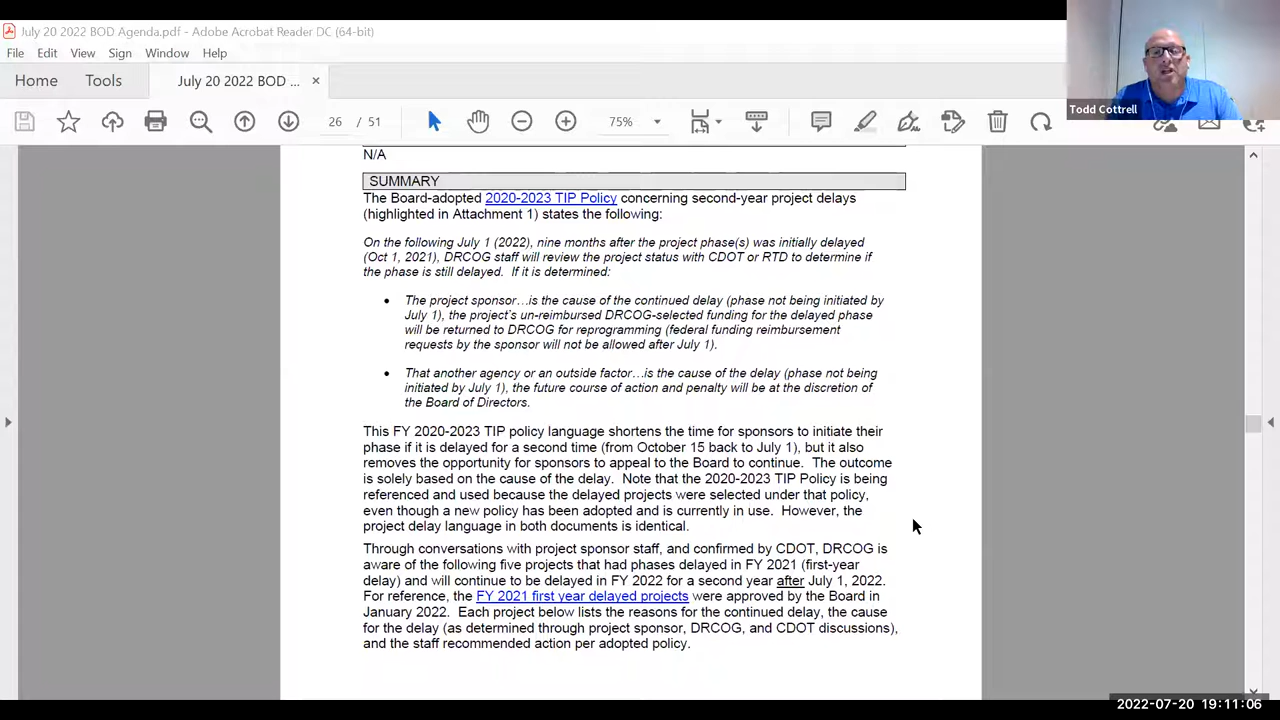 July 20 2022 BOD Agenda.pdf - Adobe Acrobat Reader DC (64-bit)
File Edit View Sign Window Help
Home Tools July 20 2022 BOD ... ×
26 / 51 75%
Todd Cottrell
N/A
SUMMARY
The Board-adopted 2020-2023 TIP Policy concerning second-year project delays
(highlighted in Attachment 1) states the following:
On the following July 1 (2022), nine months after the project phase(s) was initially delayed
(Oct 1, 2021), DRCOG staff will review the project status with CDOT or RTD to determine if
the phase is still delayed. If it is determined:
• The project sponsor…is the cause of the continued delay (phase not being initiated by
July 1), the project's un-reimbursed DRCOG-selected funding for the delayed phase
will be returned to DRCOG for reprogramming (federal funding reimbursement
requests by the sponsor will not be allowed after July 1).
• That another agency or an outside factor…is the cause of the delay (phase not being
initiated by July 1), the future course of action and penalty will be at the discretion of
the Board of Directors.
This FY 2020-2023 TIP policy language shortens the time for sponsors to initiate their
phase if it is delayed for a second time (from October 15 back to July 1), but it also
removes the opportunity for sponsors to appeal to the Board to continue. The outcome
is solely based on the cause of the delay. Note that the 2020-2023 TIP Policy is being
referenced and used because the delayed projects were selected under that policy,
even though a new policy has been adopted and is currently in use. However, the
project delay language in both documents is identical.
Through conversations with project sponsor staff, and confirmed by CDOT, DRCOG is
aware of the following five projects that had phases delayed in FY 2021 (first-year
delay) and will continue to be delayed in FY 2022 for a second year after July 1, 2022.
For reference, the FY 2021 first year delayed projects were approved by the Board in
January 2022. Each project below lists the reasons for the continued delay, the cause
for the delay (as determined through project sponsor, DRCOG, and CDOT discussions),
and the staff recommended action per adopted policy.
2022-07-20 19:11:06